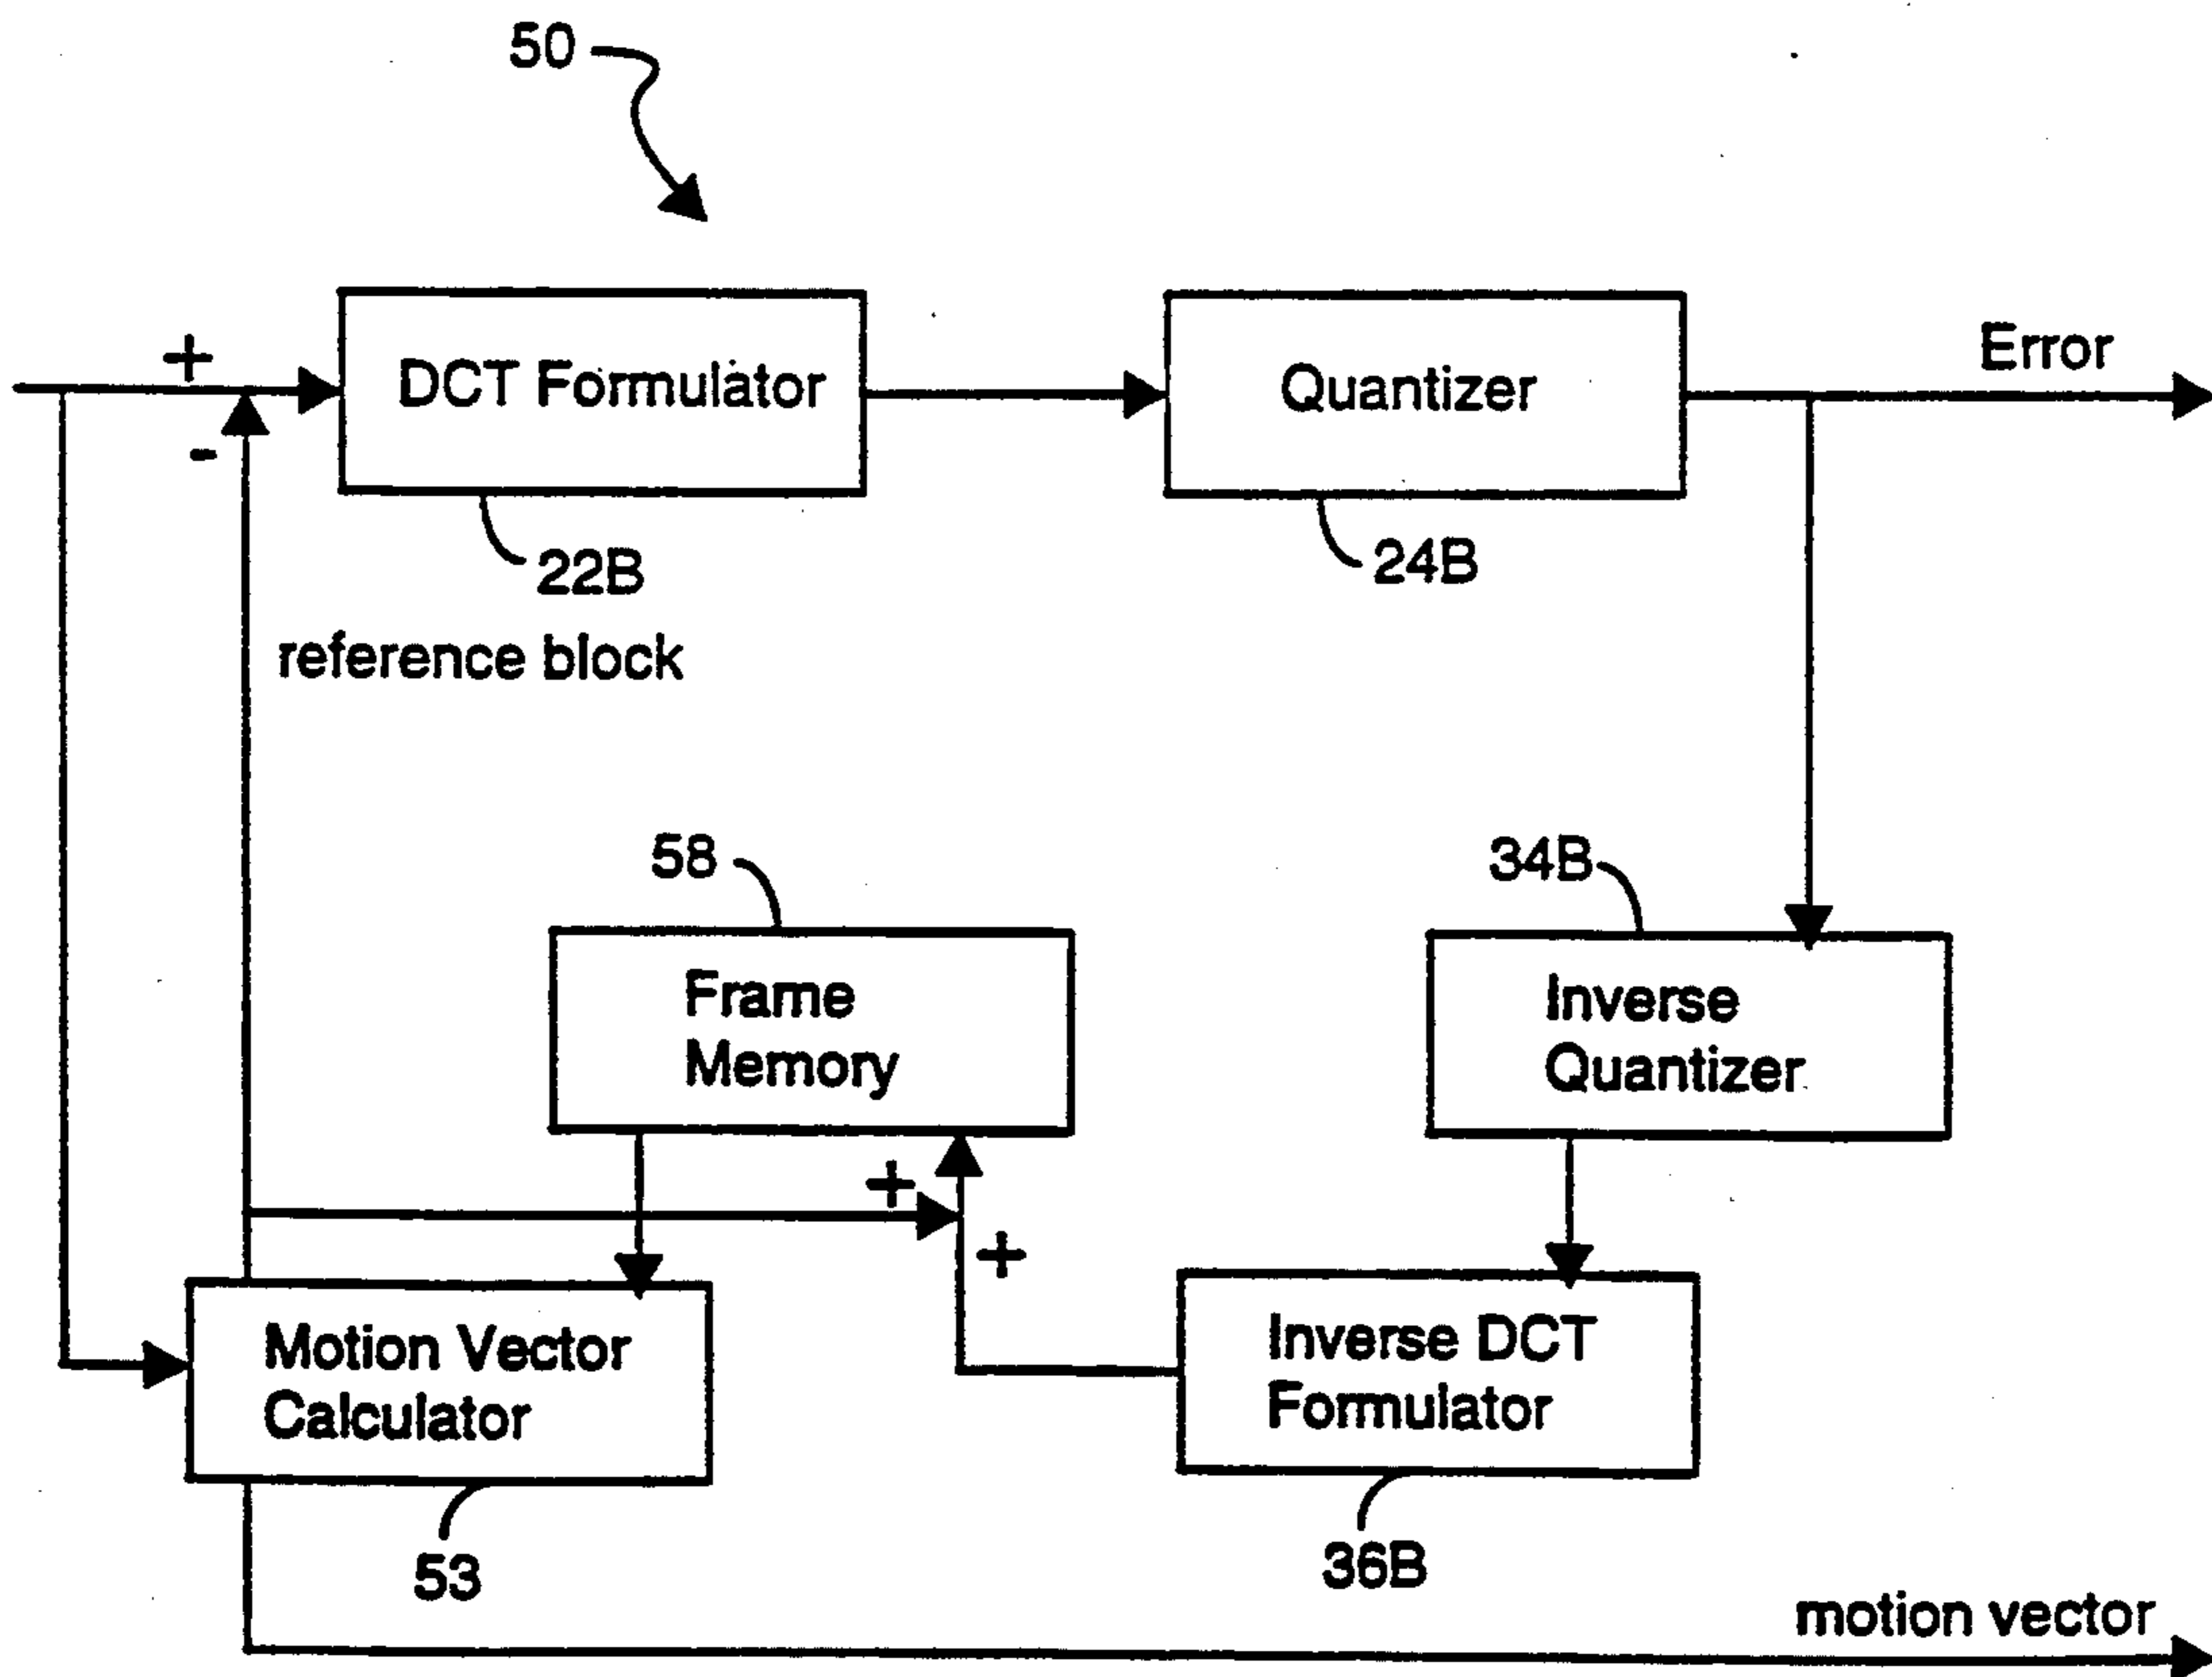 50
+
DCT Formulator
Quantizer
Error
-
22B
24B
reference block
58
34B
Frame
Memory
Inverse
Quantizer
+
+
Motion Vector
Calculator
Inverse DCT
Formulator
53
36B
motion vector